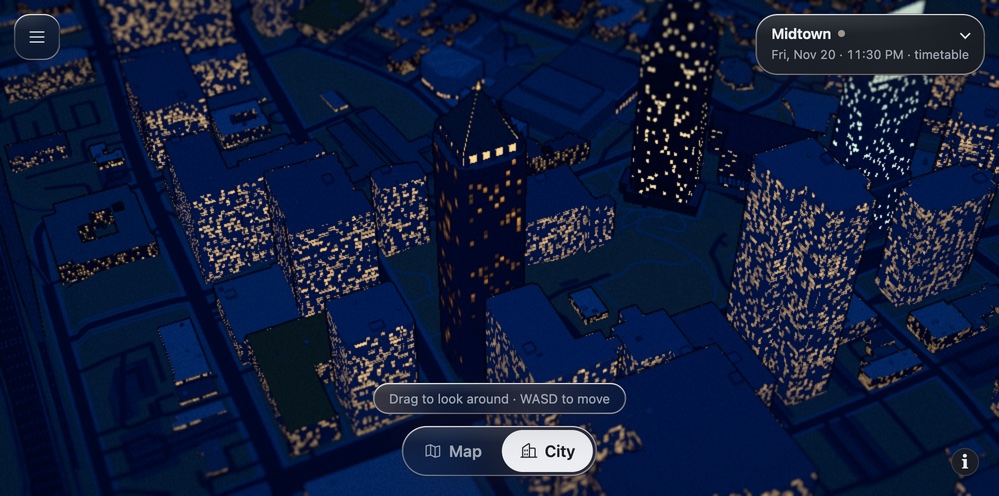 Midtown
Fri, Nov 20 · 11:30 PM · timetable
Drag to look around · WASD to move
Map
City
i